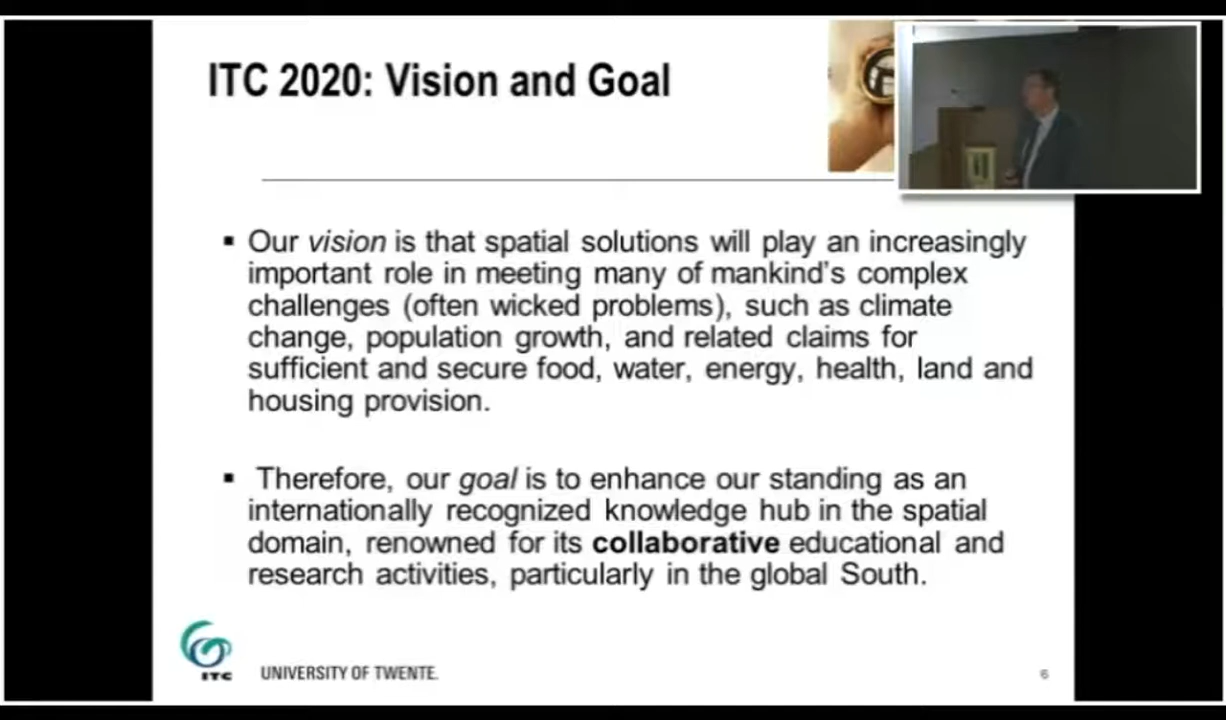 ITC 2020: Vision and Goal
▪ Our vision is that spatial solutions will play an increasingly
important role in meeting many of mankind's complex
challenges (often wicked problems), such as climate
change, population growth, and related claims for
sufficient and secure food, water, energy, health, land and
housing provision.
▪ Therefore, our goal is to enhance our standing as an
internationally recognized knowledge hub in the spatial
domain, renowned for its collaborative educational and
research activities, particularly in the global South.
ITC
UNIVERSITY OF TWENTE.
6